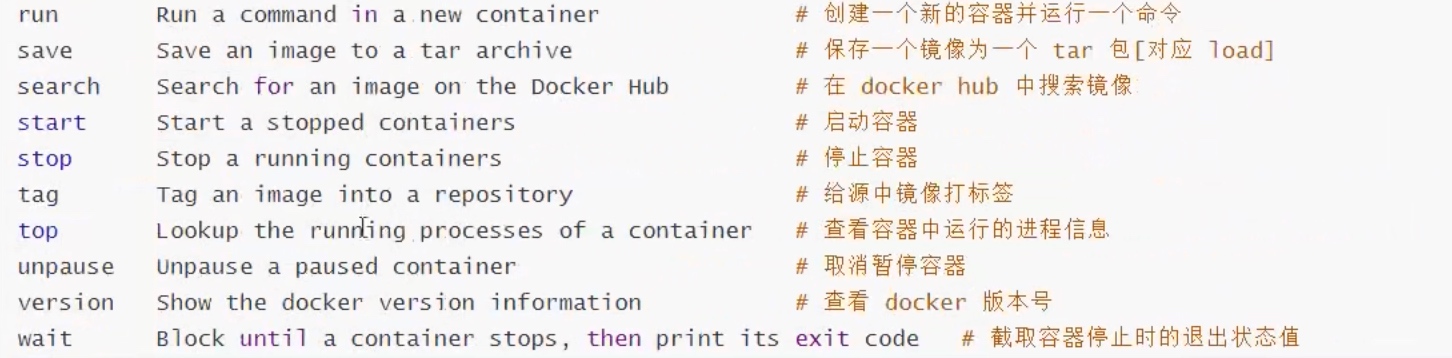 run Run a command in a new container # 创建一个新的容器并运行一个命令
save Save an image to a tar archive # 保存一个镜像为一个 tar 包[对应 load]
search Search for an image on the Docker Hub # 在 docker hub 中搜索镜像
start Start a stopped containers # 启动容器
stop Stop a running containers # 停止容器
tag Tag an image into a repository # 给源中镜像打标签
top Lookup the running processes of a container # 查看容器中运行的进程信息
unpause Unpause a paused container # 取消暂停容器
version Show the docker version information # 查看 docker 版本号
wait Block until a container stops, then print its exit code # 截取容器停止时的退出状态值